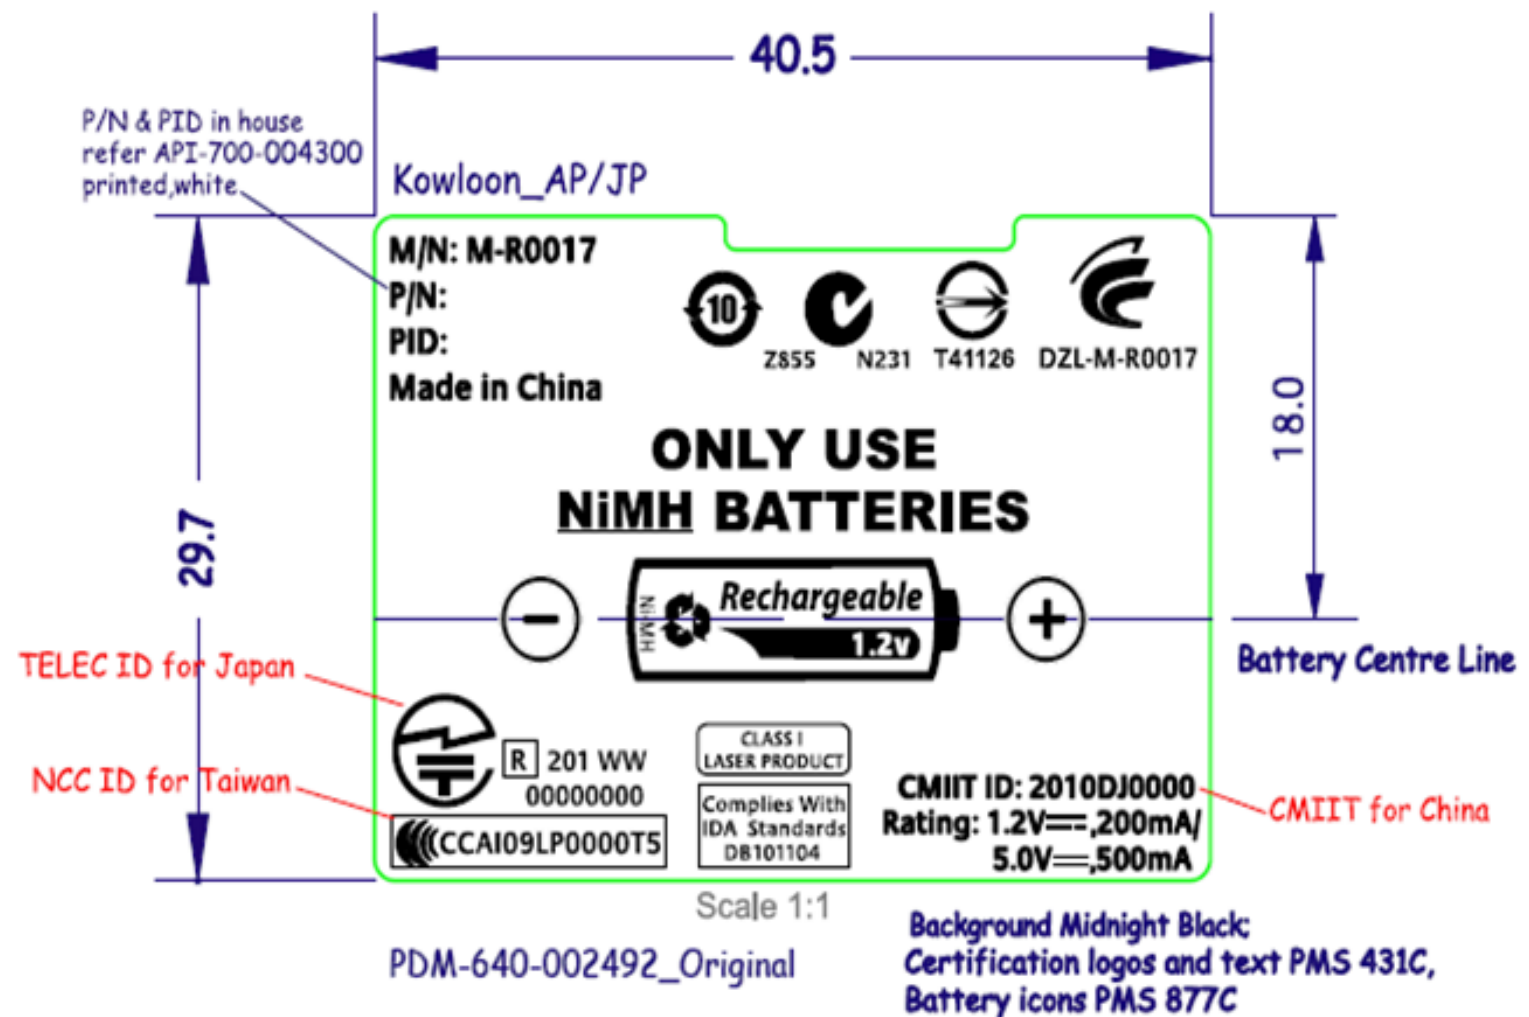 40.5
P/N & PID in house
refer API-700-004300
printed,white
Kowloon_AP/JP
M/N: M-R0017
P/N:
PID:
Made in China
10
Z855
N231
T41126
DZL-M-R0017
18.0
29.7
ONLY USE
NiMH BATTERIES
Ni-MH
Rechargeable
1.2v
Battery Centre Line
TELEC ID for Japan
R 201 WW
00000000
NCC ID for Taiwan
CCAI09LP0000T5
CLASS I
LASER PRODUCT
Complies With
IDA Standards
DB101104
CMIIT ID: 2010DJ0000
Rating: 1.2V⎓,200mA/
5.0V⎓,500mA
CMIIT for China
Scale 1:1
PDM-640-002492_Original
Background Midnight Black;
Certification logos and text PMS 431C,
Battery icons PMS 877C